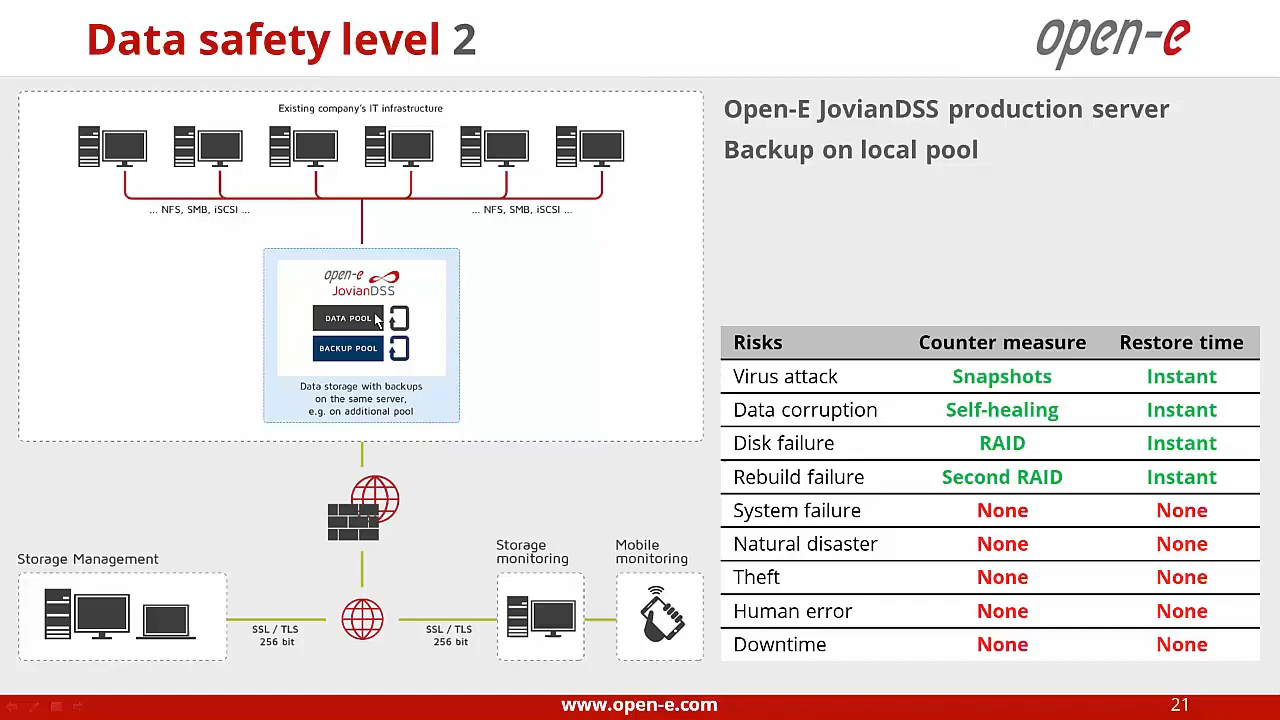 Data safety level 2
open-e
Existing company's IT infrastructure
... NFS, SMB, iSCSI ...
... NFS, SMB, iSCSI ...
open-e
JovianDSS
DATA POOL
BACKUP POOL
Data storage with backups
on the same server,
e.g. on additional pool
Storage Management
SSL / TLS
256 bit
SSL / TLS
256 bit
Storage
monitoring
Mobile
monitoring
Open-E JovianDSS production server
Backup on local pool
Risks Counter measure Restore time
Virus attack Snapshots Instant
Data corruption Self-healing Instant
Disk failure RAID Instant
Rebuild failure Second RAID Instant
System failure None None
Natural disaster None None
Theft None None
Human error None None
Downtime None None
www.open-e.com
21